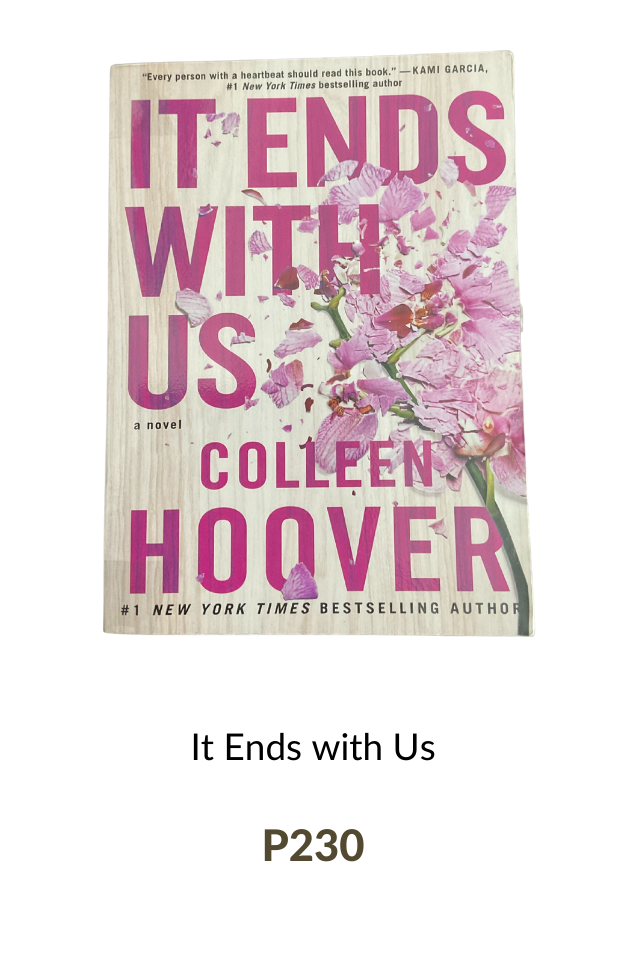 “Every person with a heartbeat should read this book.” —KAMI GARCIA,
#1 New York Times bestselling author
IT ENDS
WITH
US
a novel
COLLEEN
HOOVER
#1 NEW YORK TIMES BESTSELLING AUTHOR
It Ends with Us
P230